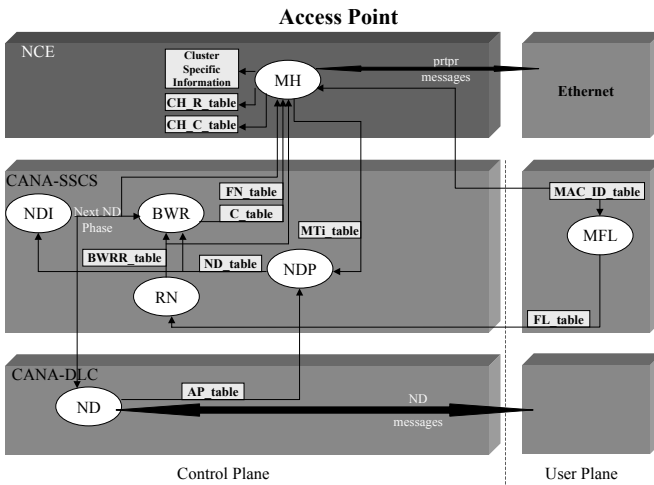 Access Point
NCE
Cluster
Specific
Information
MH
prtpr
messages
Ethernet
CH_R_table
CH_C_table
CANA-SSCS
FN_table
MAC_ID_table
NDI
Next ND
Phase
BWR
C_table
MTi_table
MFL
BWRR_table
ND_table
NDP
RN
FL_table
CANA-DLC
AP_table
ND
ND
messages
Control Plane
User Plane